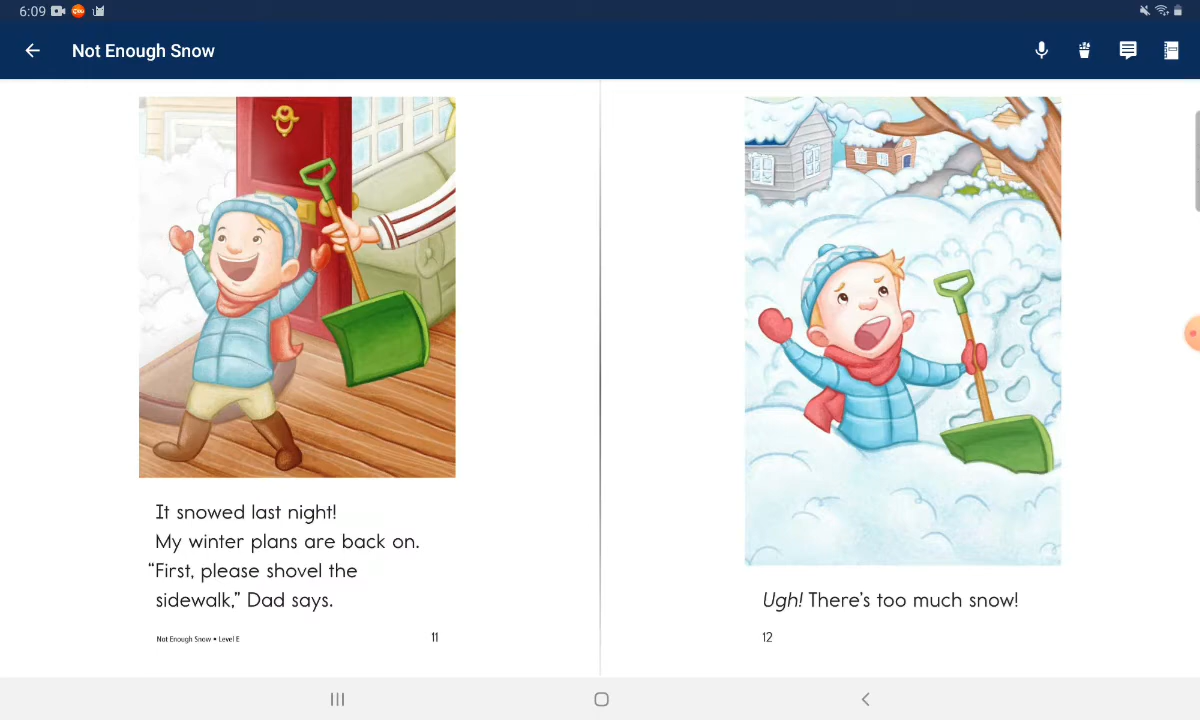 6:09
Not Enough Snow
It snowed last night!
My winter plans are back on.
“First, please shovel the
sidewalk,” Dad says.
Not Enough Snow • Level E
11
Ugh! There’s too much snow!
12